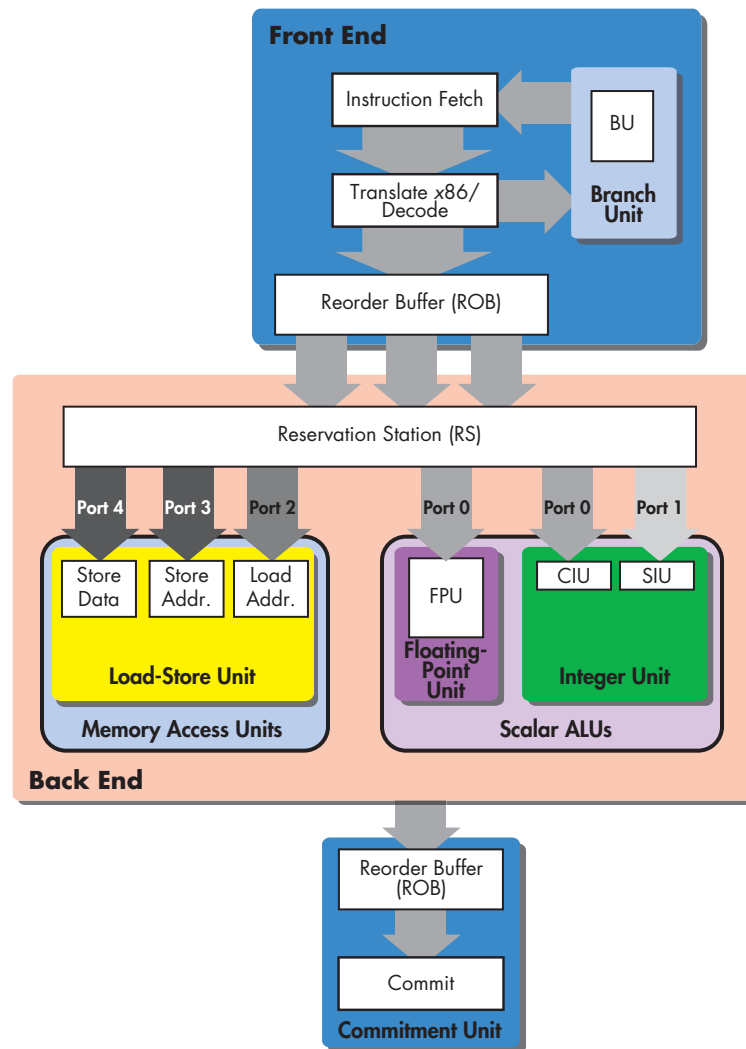 Front End
Instruction Fetch
BU
Translate x86/
Decode
Branch
Unit
Reorder Buffer (ROB)
Reservation Station (RS)
Port 4
Port 3
Port 2
Port 0
Port 0
Port 1
Store
Data
Store
Addr.
Load
Addr.
FPU
CIU
SIU
Load-Store Unit
Floating-
Point
Unit
Integer Unit
Memory Access Units
Scalar ALUs
Back End
Reorder Buffer
(ROB)
Commit
Commitment Unit